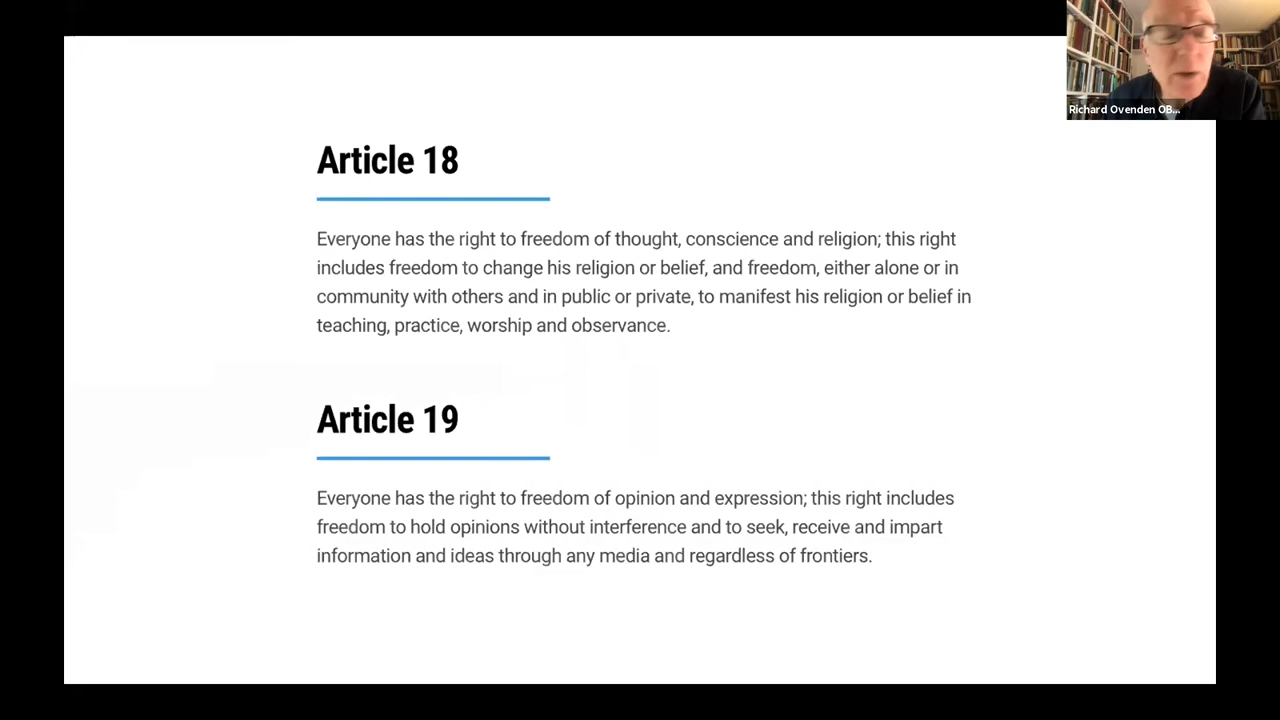 Richard Ovenden OB...
Article 18
Everyone has the right to freedom of thought, conscience and religion; this right
includes freedom to change his religion or belief, and freedom, either alone or in
community with others and in public or private, to manifest his religion or belief in
teaching, practice, worship and observance.
Article 19
Everyone has the right to freedom of opinion and expression; this right includes
freedom to hold opinions without interference and to seek, receive and impart
information and ideas through any media and regardless of frontiers.